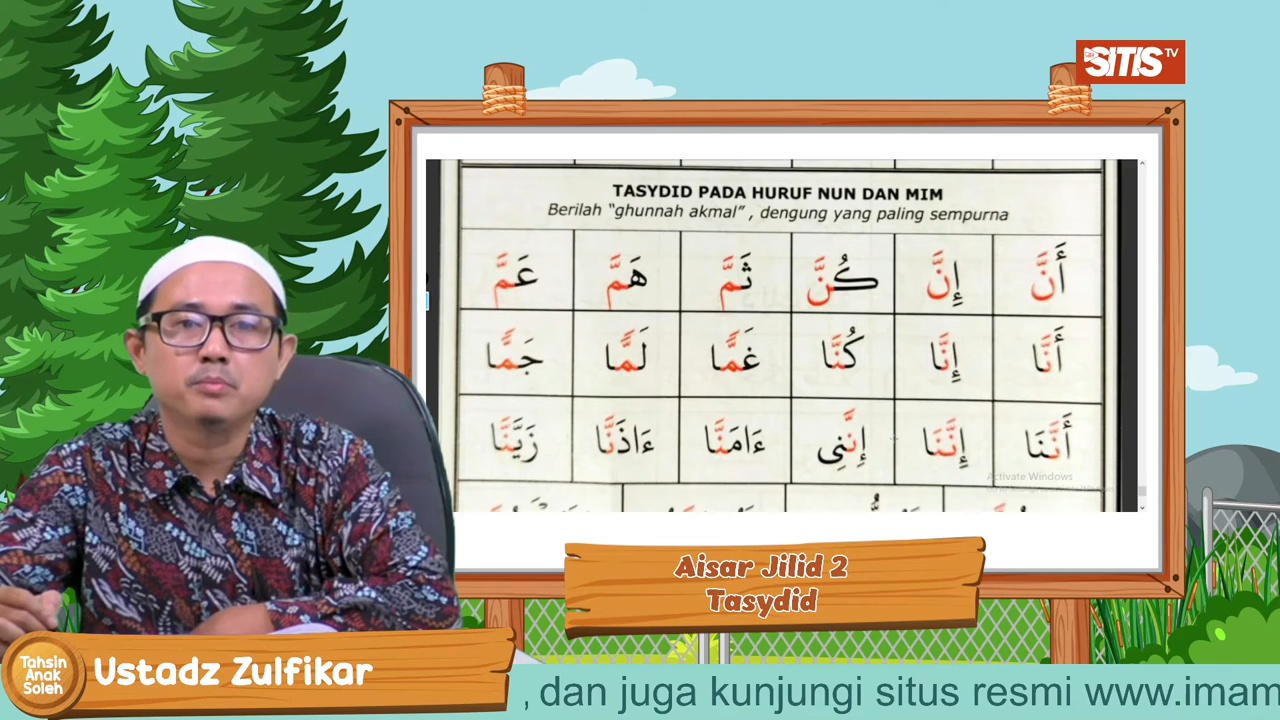 SITIS TV
TASYDID PADA HURUF NUN DAN MIM
Berilah "ghunnah akmal" , dengung yang paling sempurna
أَنَّ إِنَّ كُنَّ ثَمَّ هَمَّ عَمَّ
أَنَّا إِنَّا كُنَّا غَمَّا لَمَّا جَمَّا
أَنَّنَا إِنَّنَا إِنَّنِى ءَامَنَّا ءَاذَنَّا زَيَّنَّا
Activate Windows
Aisar Jilid 2
Tasydid
Tahsin
Anak
Soleh
Ustadz Zulfikar
, dan juga kunjungi situs resmi www.imam